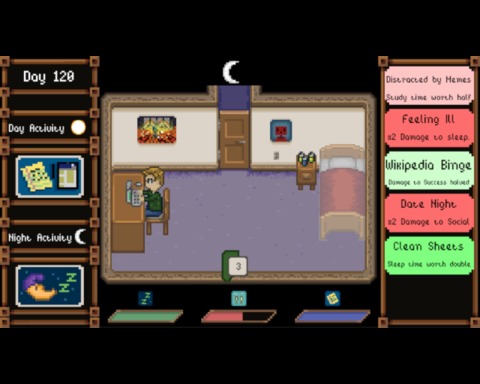 Day 120
Day Activity
Night Activity
3
Distracted by Memes
Study time worth half
Feeling Ill
x2 Damage to sleep.
Wikipedia Binge
Damage to Success halved
Date Night
x2 Damage to Social
Clean Sheets
Sleep time worth double